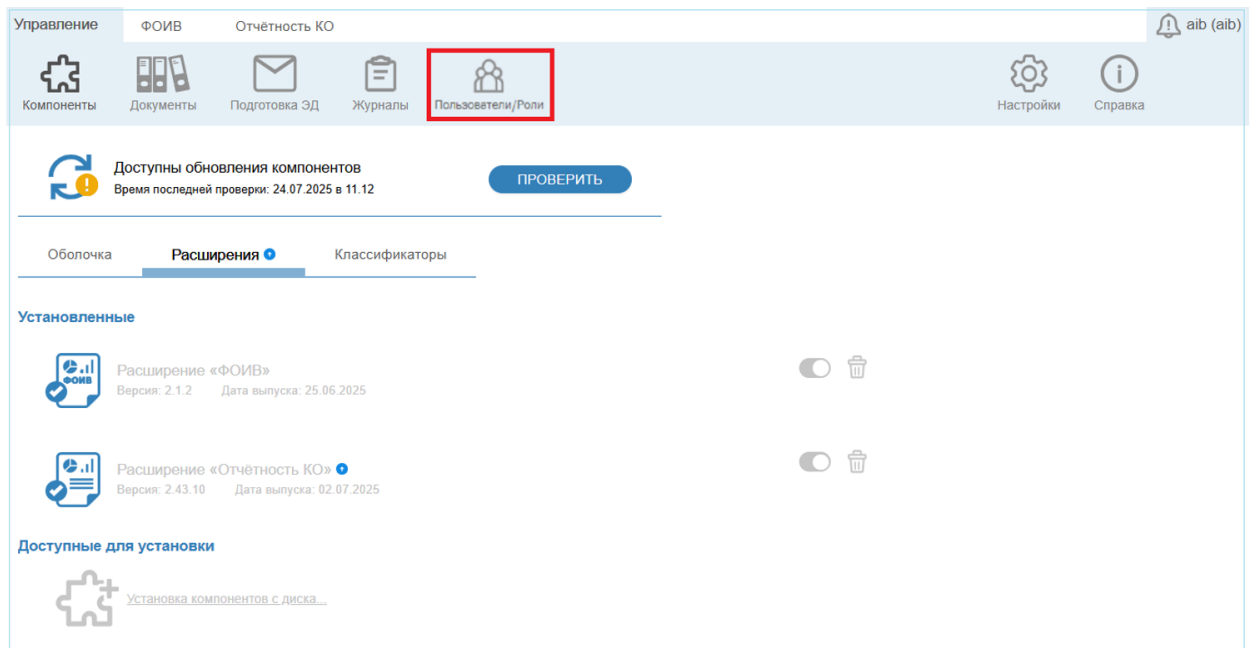 Управление ФОИВ Отчётность КО aib (aib)
Компоненты Документы Подготовка ЭД Журналы Пользователи/Роли Настройки Справка
Доступны обновления компонентов
Время последней проверки: 24.07.2025 в 11.12
ПРОВЕРИТЬ
Оболочка Расширения Классификаторы
Установленные
ФОИВ
Расширение «ФОИВ»
Версия: 2.1.2 Дата выпуска: 25.06.2025
Расширение «Отчётность КО»
Версия: 2.43.10 Дата выпуска: 02.07.2025
Доступные для установки
Установка компонентов с диска...